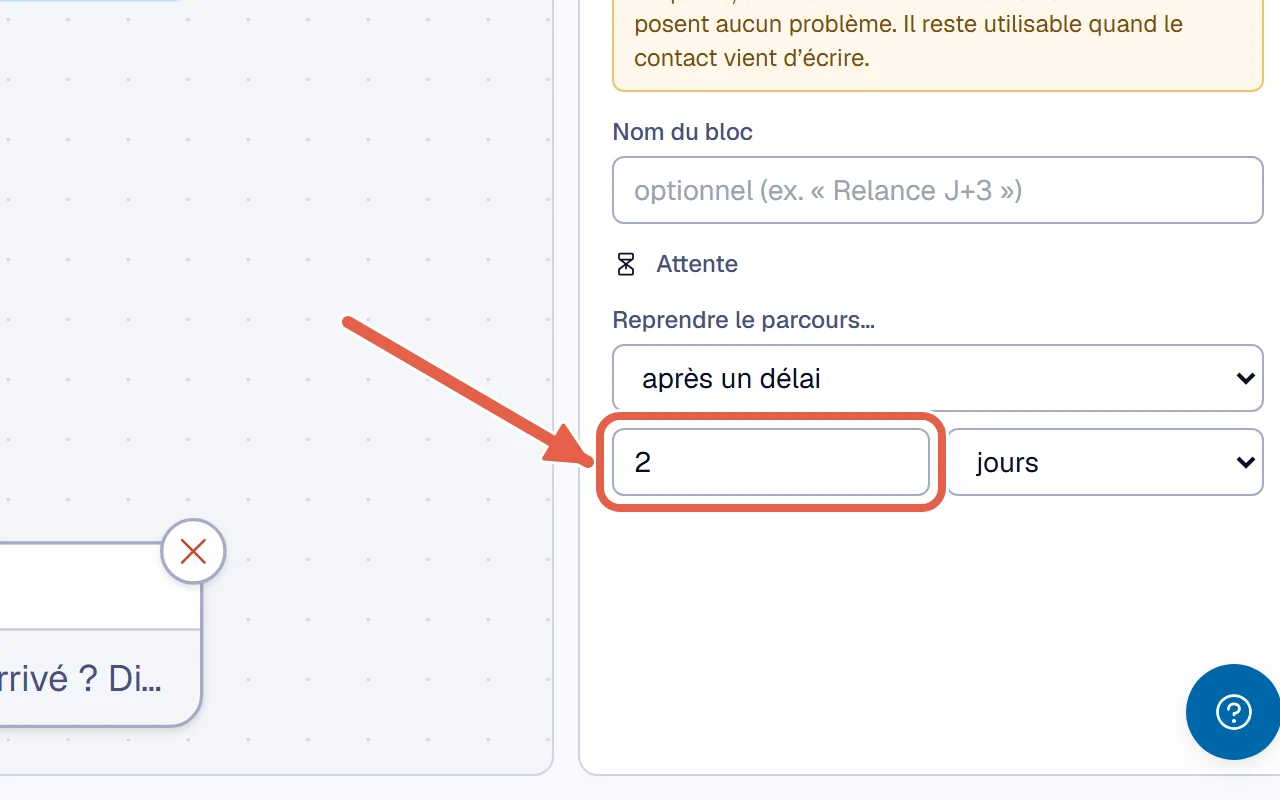 posent aucun problème. Il reste utilisable quand le
contact vient d’écrire.
Nom du bloc
optionnel (ex. « Relance J+3 »)
Attente
Reprendre le parcours…
après un délai
2
jours
rrivé ? Di…